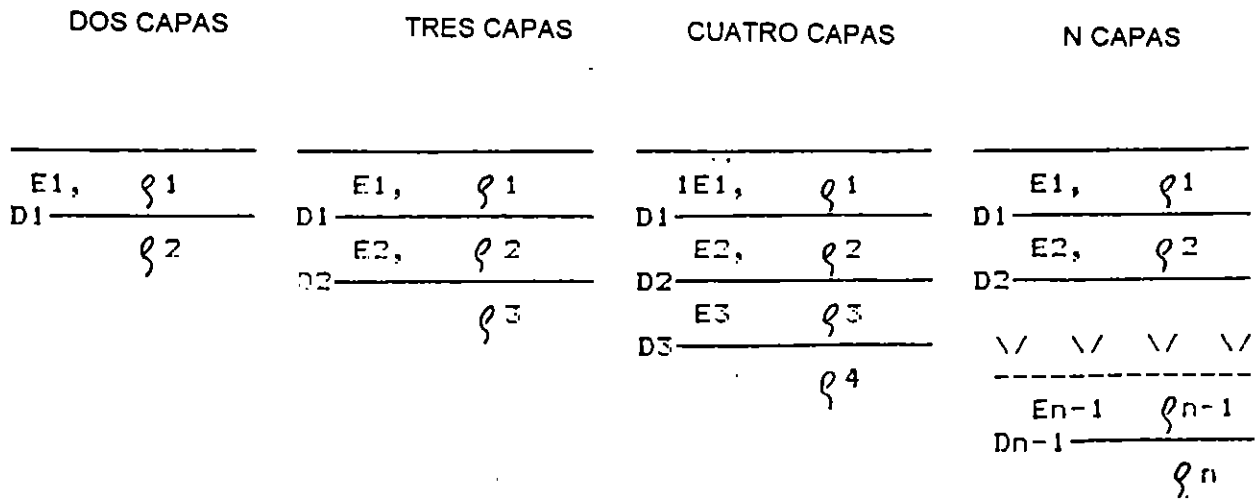 DOS CAPAS
E1, ρ1
D1
ρ2
TRES CAPAS
E1, ρ1
D1
E2, ρ2
D2
ρ3
CUATRO CAPAS
1E1, ρ1
D1
E2, ρ2
D2
E3 ρ3
D3
ρ4
N CAPAS
E1, ρ1
D1
E2, ρ2
D2
\/ \/ \/ \/
En-1 ρn-1
Dn-1
ρn